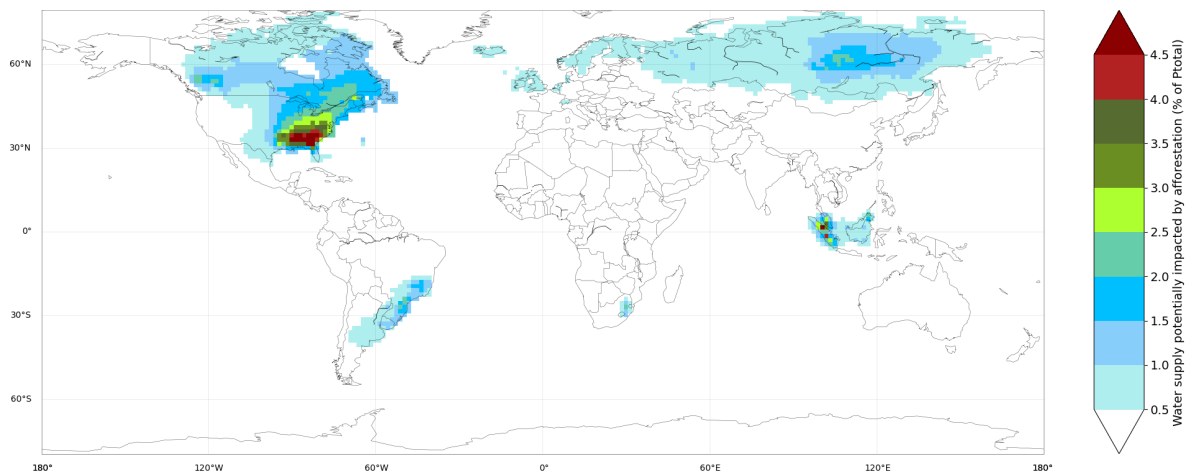 60°N
30°N
0°
30°S
60°S
180°
120°W
60°W
0°
60°E
120°E
180°
4.5
4.0
3.5
3.0
2.5
2.0
1.5
1.0
0.5
Water supply potentially impacted by afforestation (% of Ptotal)